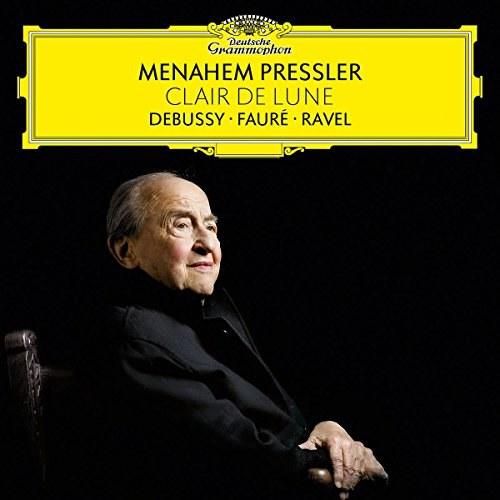 Deutsche
Grammophon
MENAHEM PRESSLER
CLAIR DE LUNE
DEBUSSY · FAURÉ · RAVEL